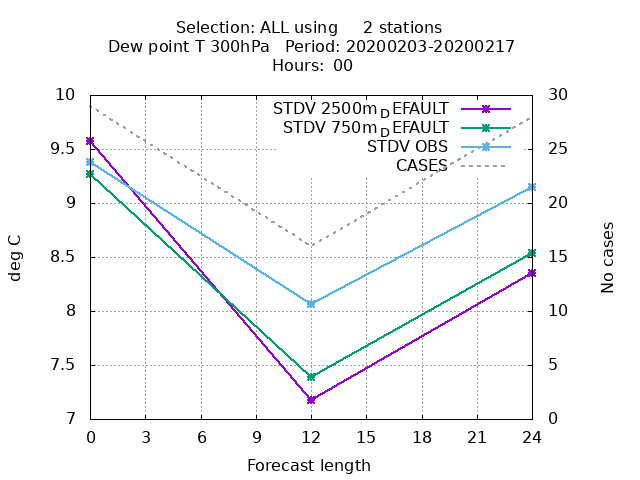 Selection: ALL using     2 stations
Dew point T 300hPa   Period: 20200203-20200217
Hours:  00
10
9.5
9
8.5
8
7.5
7
deg C
30
25
20
15
10
5
0
No cases
STDV 2500m_DEFAULT
STDV 750m_DEFAULT
STDV OBS
CASES
0 3 6 9 12 15 18 21 24
Forecast length